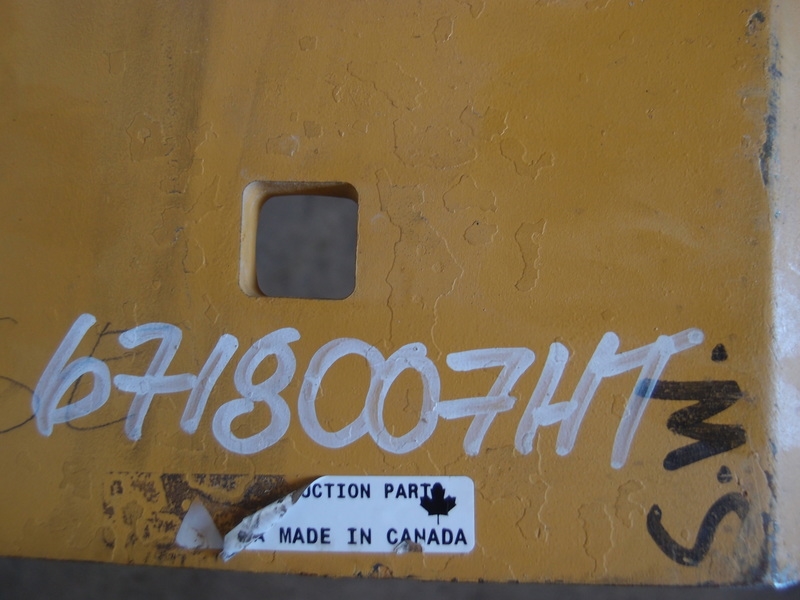 6718007HT
S.M.
UCTION PARTS
MADE IN CANADA